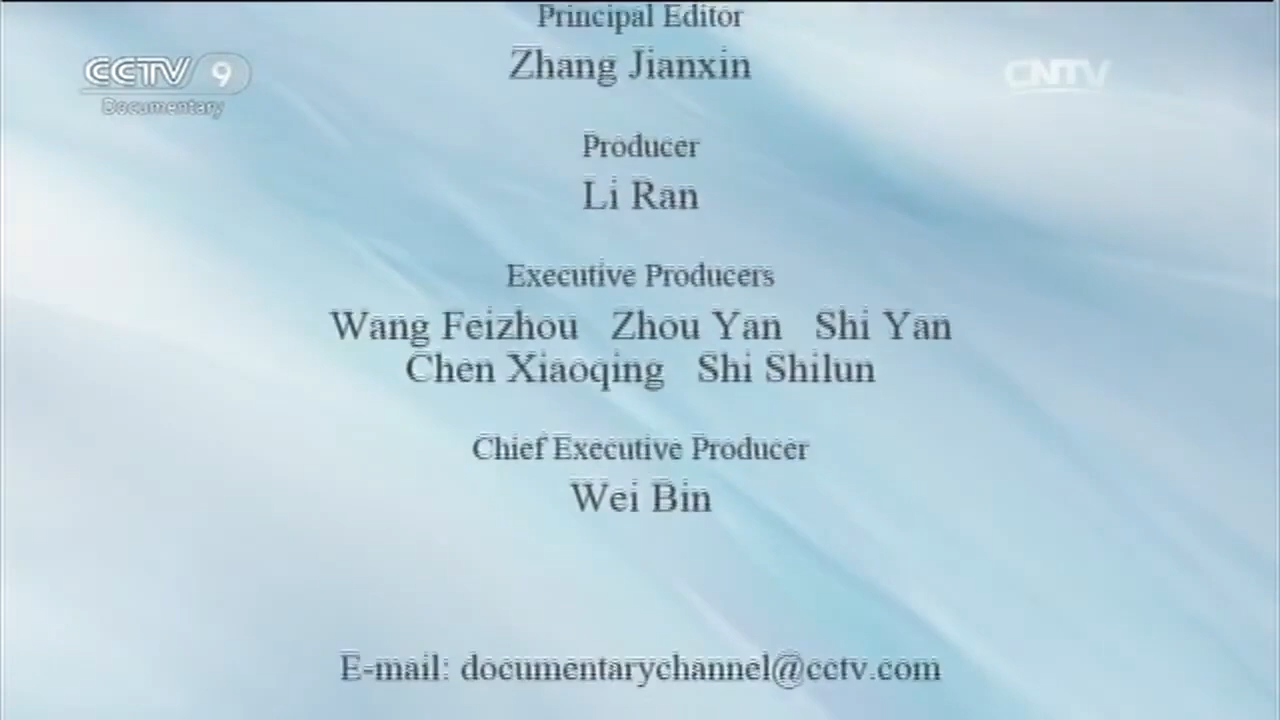 Principal Editor
Zhang Jianxin
CCTV 9
Documentary
CNTV
Producer
Li Ran
Executive Producers
Wang Feizhou Zhou Yan Shi Yan
Chen Xiaoqing Shi Shilun
Chief Executive Producer
Wei Bin
E-mail: documentarychannel@cctv.com